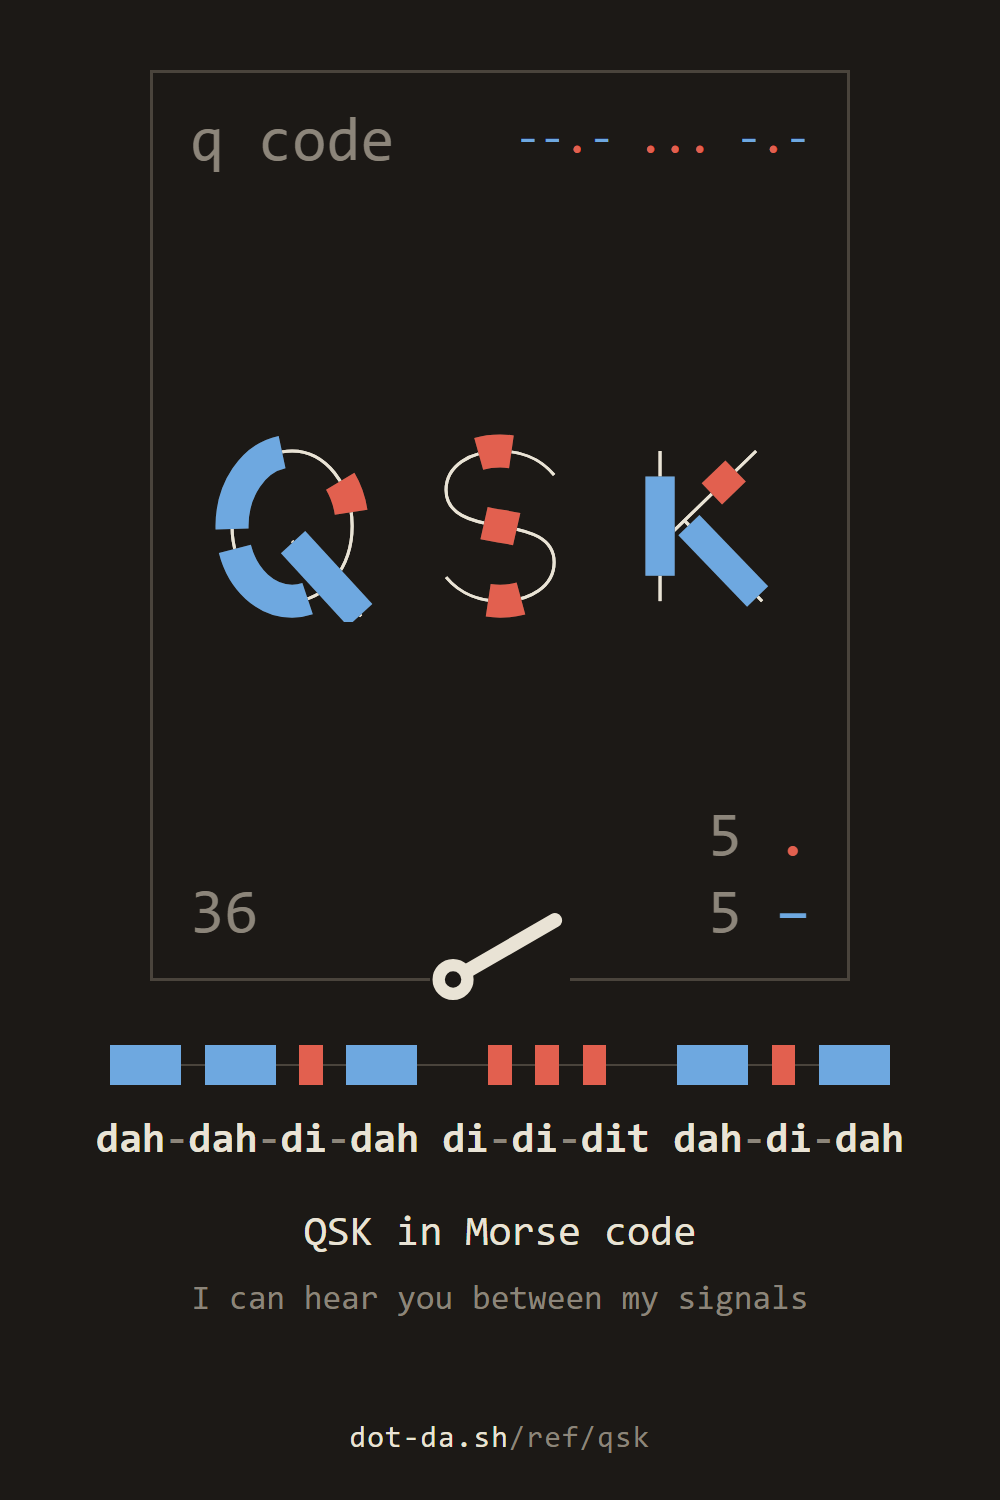 q code --.- ... -.-
QSK
5 .
36 5 -
dah-dah-di-dah di-di-dit dah-di-dah
QSK in Morse code
I can hear you between my signals
dot-da.sh/ref/qsk